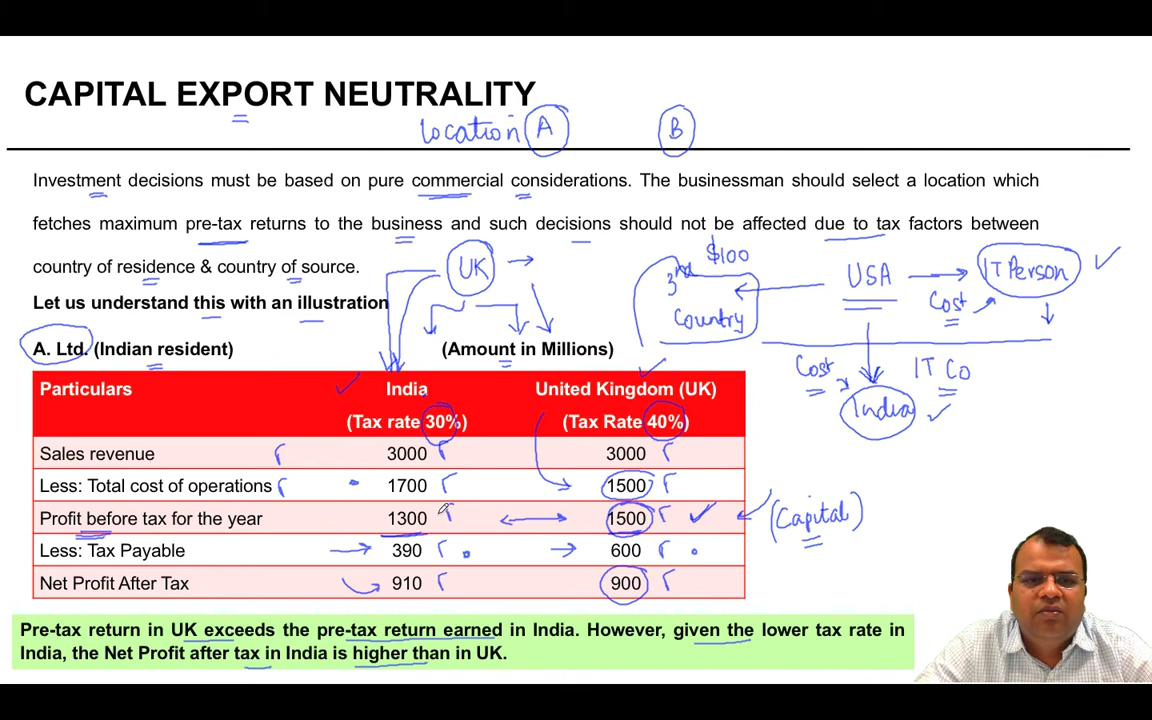 CAPITAL EXPORT NEUTRALITY
location A B
Investment decisions must be based on pure commercial considerations. The businessman should select a location which
fetches maximum pre-tax returns to the business and such decisions should not be affected due to tax factors between
country of residence & country of source.
UK
$100
3rd
Country
USA
IT Person
Cost
Let us understand this with an illustration
A. Ltd. (Indian resident) (Amount in Millions)
Cost
IT Co
India
Particulars India United Kingdom (UK)
(Tax rate 30%) (Tax Rate 40%)
Sales revenue 3000 3000
Less: Total cost of operations 1700 1500
Profit before tax for the year 1300 1500
(Capital)
Less: Tax Payable 390 600
Net Profit After Tax 910 900
Pre-tax return in UK exceeds the pre-tax return earned in India. However, given the lower tax rate in
India, the Net Profit after tax in India is higher than in UK.